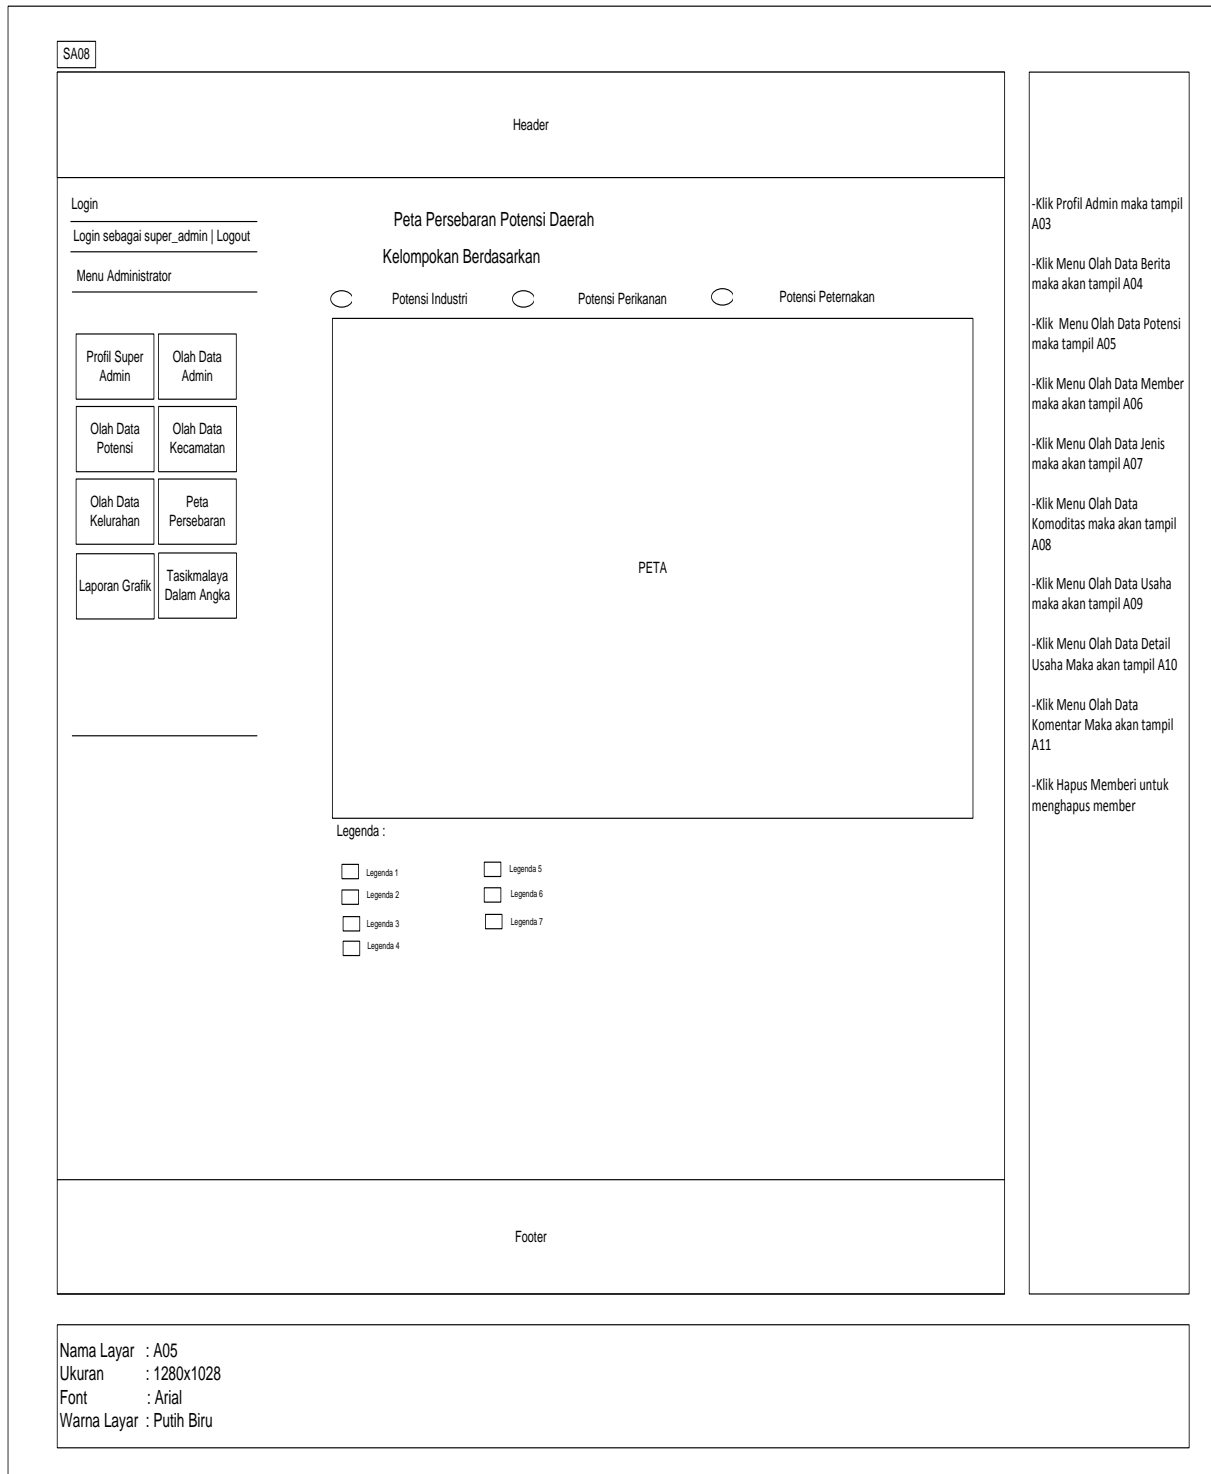 SA08
Header
Login
Login sebagai super_admin | Logout
Menu Administrator
Profil Super
Admin
Olah Data
Admin
Olah Data
Potensi
Olah Data
Kecamatan
Olah Data
Kelurahan
Peta
Persebaran
Laporan Grafik
Tasikmalaya
Dalam Angka
Peta Persebaran Potensi Daerah
Kelompokan Berdasarkan
Potensi Industri
Potensi Perikanan
Potensi Peternakan
PETA
Legenda :
Legenda 1
Legenda 2
Legenda 3
Legenda 4
Legenda 5
Legenda 6
Legenda 7
Footer
-Klik Profil Admin maka tampil
A03
-Klik Menu Olah Data Berita
maka akan tampil A04
-Klik  Menu Olah Data Potensi
maka tampil A05
-Klik Menu Olah Data Member
maka akan tampil A06
-Klik Menu Olah Data Jenis
maka akan tampil A07
-Klik Menu Olah Data
Komoditas maka akan tampil
A08
-Klik Menu Olah Data Usaha
maka akan tampil A09
-Klik Menu Olah Data Detail
Usaha Maka akan tampil A10
-Klik Menu Olah Data
Komentar Maka akan tampil
A11
-Klik Hapus Memberi untuk
menghapus member
Nama Layar : A05
Ukuran : 1280x1028
Font : Arial
Warna Layar : Putih Biru